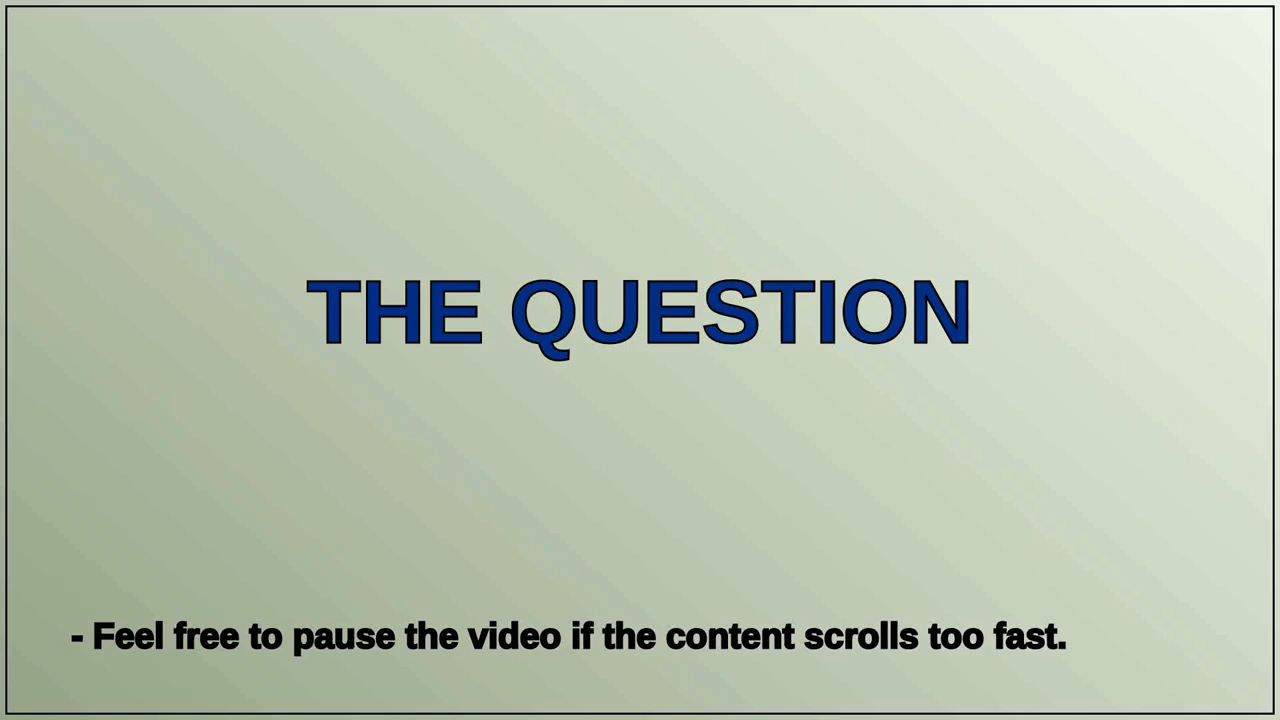 THE QUESTION
- Feel free to pause the video if the content scrolls too fast.